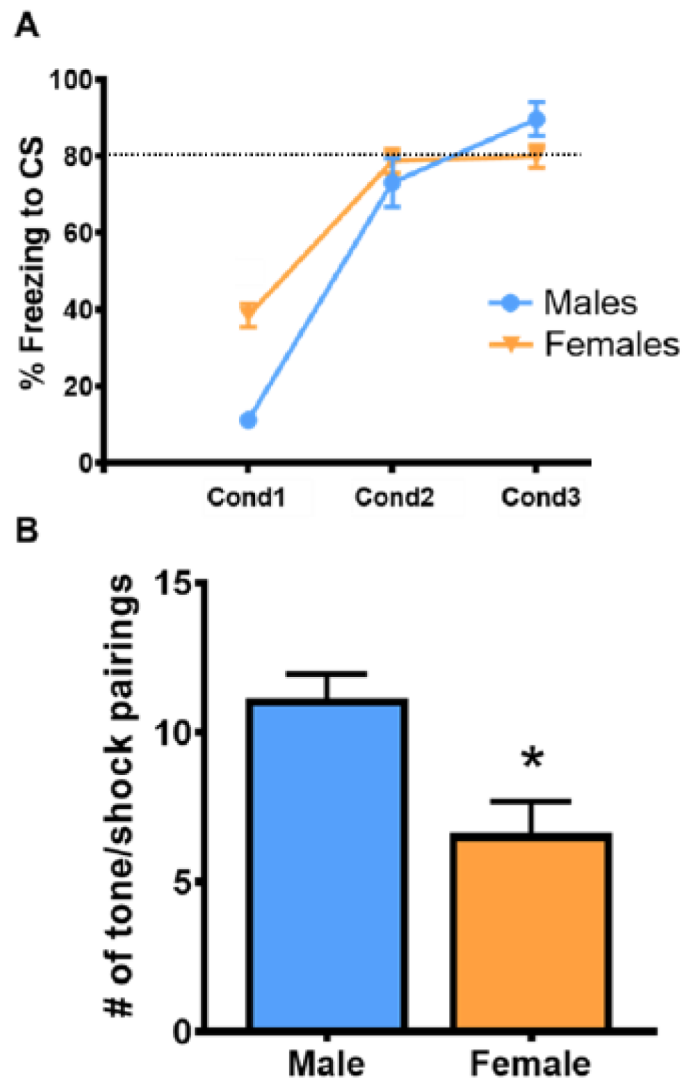 A
% Freezing to CS
100
80
60
40
20
0
Males
Females
Cond1 Cond2 Cond3
B
# of tone/shock pairings
15
10
5
0
*
Male Female